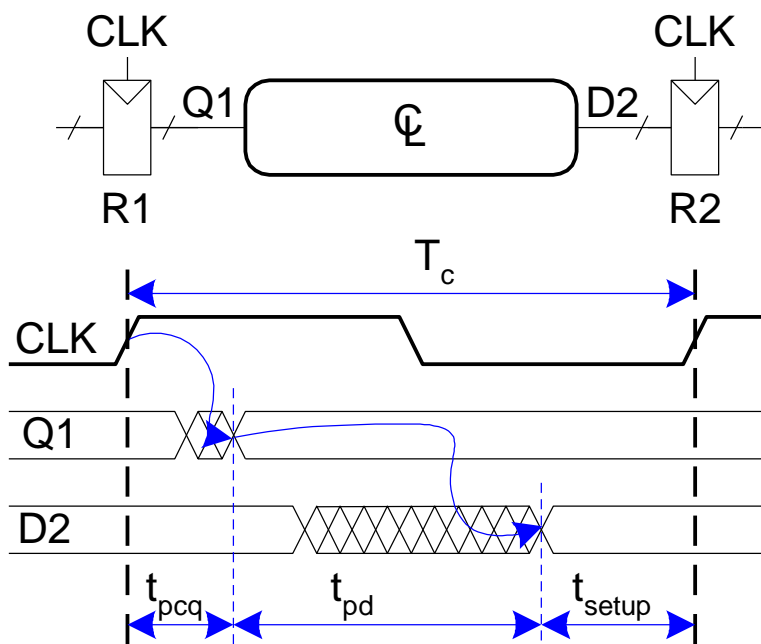 CLK CLK
Q1 CL D2
R1 R2
Tc
CLK
Q1
D2
tpcq tpd tsetup